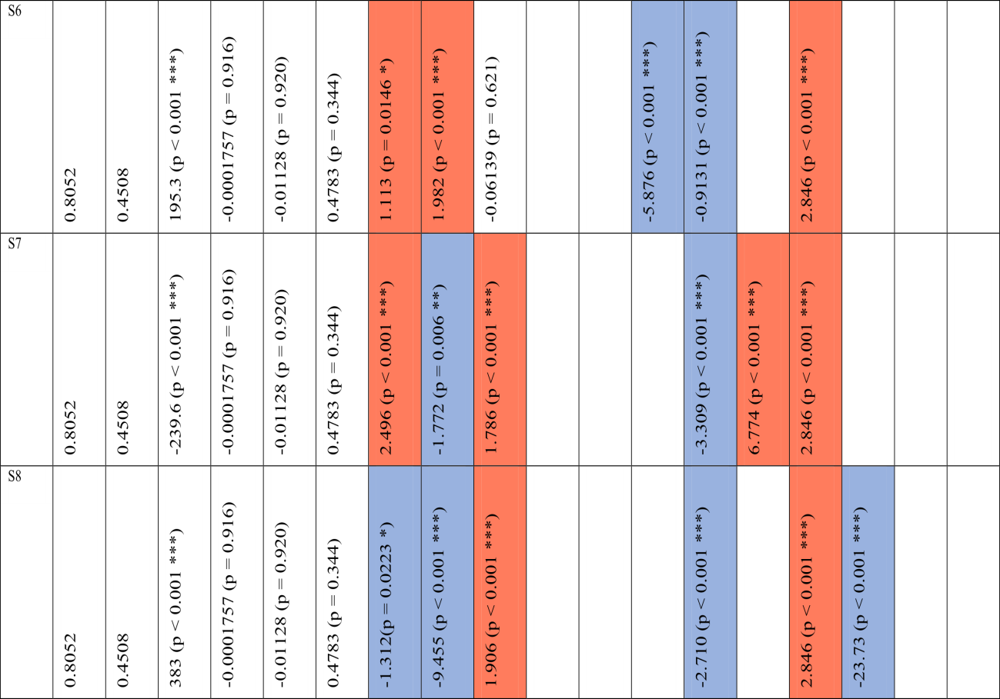 S6
0.8052
0.4508
195.3 (p < 0.001 ***)
-0.0001757 (p = 0.916)
-0.01128 (p = 0.920)
0.4783 (p = 0.344)
1.113 (p = 0.0146 *)
1.982 (p < 0.001 ***)
-0.06139 (p = 0.621)
-5.876 (p < 0.001 ***)
-0.9131 (p < 0.001 ***)
2.846 (p < 0.001 ***)
S7
0.8052
0.4508
-239.6 (p < 0.001 ***)
-0.0001757 (p = 0.916)
-0.01128 (p = 0.920)
0.4783 (p = 0.344)
2.496 (p < 0.001 ***)
-1.772 (p = 0.006 **)
1.786 (p < 0.001 ***)
-3.309 (p < 0.001 ***)
6.774 (p < 0.001 ***)
2.846 (p < 0.001 ***)
S8
0.8052
0.4508
383 (p < 0.001 ***)
-0.0001757 (p = 0.916)
-0.01128 (p = 0.920)
0.4783 (p = 0.344)
-1.312(p = 0.0223 *)
-9.455 (p < 0.001 ***)
1.906 (p < 0.001 ***)
-2.710 (p < 0.001 ***)
2.846 (p < 0.001 ***)
-23.73 (p < 0.001 ***)